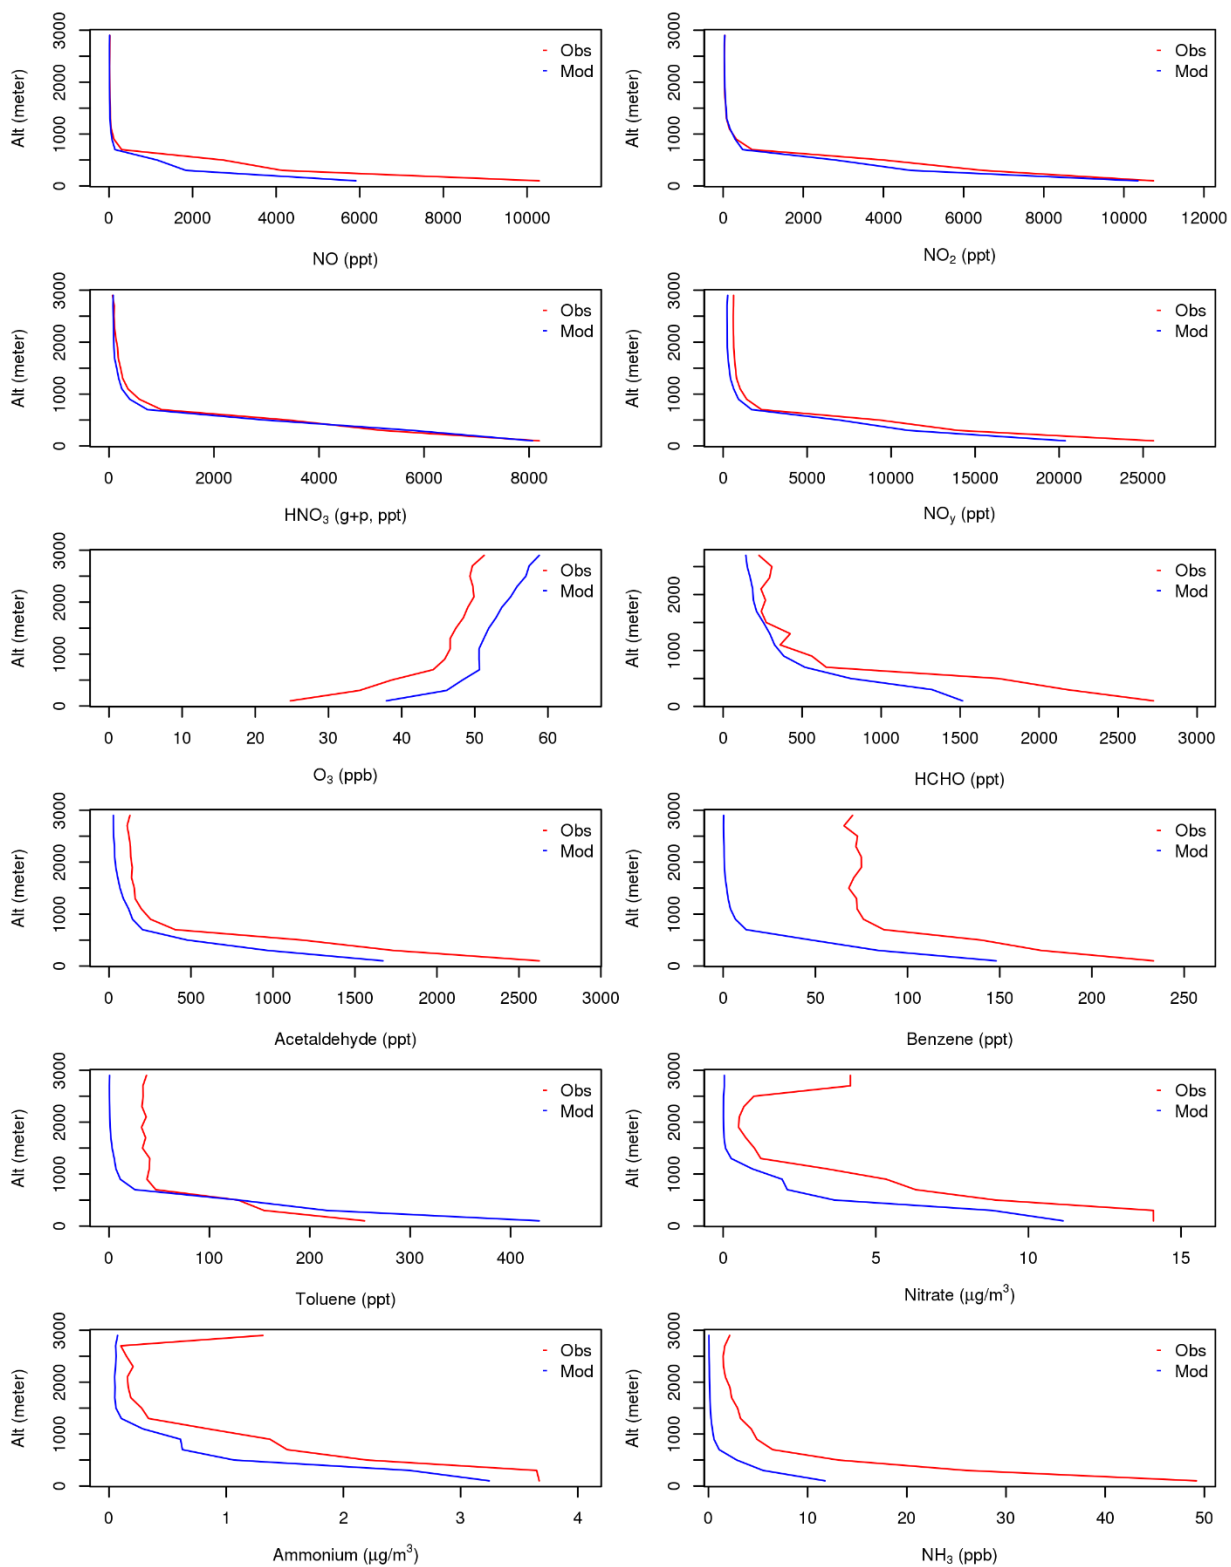 Alt (meter)
3000
2000
1000
0
Obs
Mod
0 2000 4000 6000 8000 10000
NO (ppt)
Alt (meter)
3000
2000
1000
0
Obs
Mod
0 2000 4000 6000 8000 10000 12000
NO₂ (ppt)
Alt (meter)
3000
2000
1000
0
Obs
Mod
0 2000 4000 6000 8000
HNO₃ (g+p, ppt)
Alt (meter)
3000
2000
1000
0
Obs
Mod
0 5000 10000 15000 20000 25000
NOy (ppt)
Alt (meter)
3000
2000
1000
0
Obs
Mod
0 10 20 30 40 50 60
O₃ (ppb)
Alt (meter)
2000
1000
0
Obs
Mod
0 500 1000 1500 2000 2500 3000
HCHO (ppt)
Alt (meter)
3000
2000
1000
0
Obs
Mod
0 500 1000 1500 2000 2500 3000
Acetaldehyde (ppt)
Alt (meter)
3000
2000
1000
0
Obs
Mod
0 50 100 150 200 250
Benzene (ppt)
Alt (meter)
3000
2000
1000
0
Obs
Mod
0 100 200 300 400
Toluene (ppt)
Alt (meter)
3000
2000
1000
0
Obs
Mod
0 5 10 15
Nitrate (μg/m³)
Alt (meter)
3000
2000
1000
0
Obs
Mod
0 1 2 3 4
Ammonium (μg/m³)
Alt (meter)
3000
2000
1000
0
Obs
Mod
0 10 20 30 40 50
NH₃ (ppb)